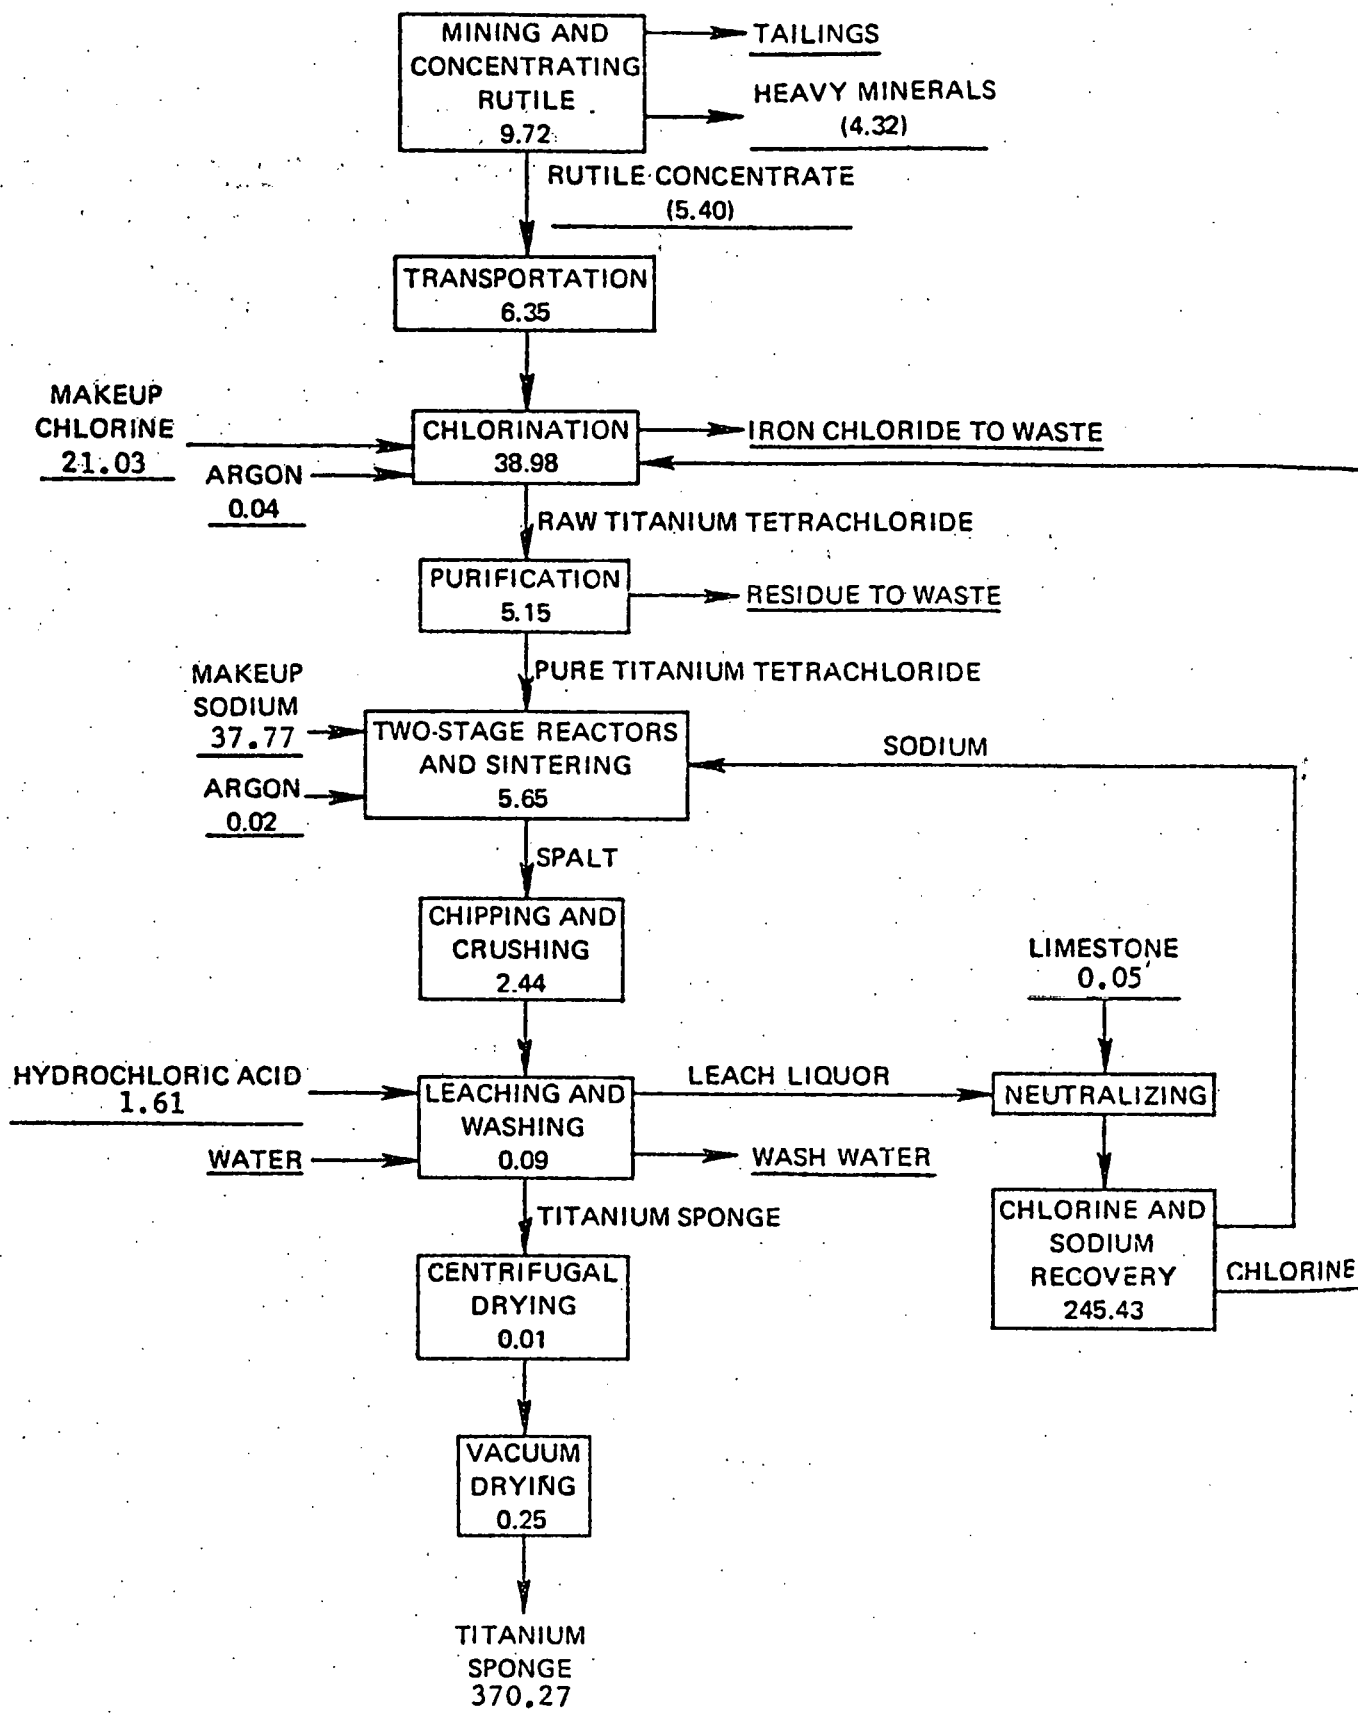 MINING AND
CONCENTRATING
RUTILE
9.72
TAILINGS
HEAVY MINERALS
(4.32)
RUTILE CONCENTRATE
(5.40)
TRANSPORTATION
6.35
MAKEUP
CHLORINE
21.03
ARGON
0.04
CHLORINATION
38.98
IRON CHLORIDE TO WASTE
RAW TITANIUM TETRACHLORIDE
PURIFICATION
5.15
RESIDUE TO WASTE
PURE TITANIUM TETRACHLORIDE
MAKEUP
SODIUM
37.77
ARGON
0.02
TWO-STAGE REACTORS
AND SINTERING
5.65
SODIUM
SPALT
CHIPPING AND
CRUSHING
2.44
LIMESTONE
0.05
HYDROCHLORIC ACID
1.61
WATER
LEACHING AND
WASHING
0.09
LEACH LIQUOR
WASH WATER
NEUTRALIZING
TITANIUM SPONGE
CHLORINE AND
SODIUM
RECOVERY
245.43
CHLORINE
CENTRIFUGAL
DRYING
0.01
VACUUM
DRYING
0.25
TITANIUM
SPONGE
370.27